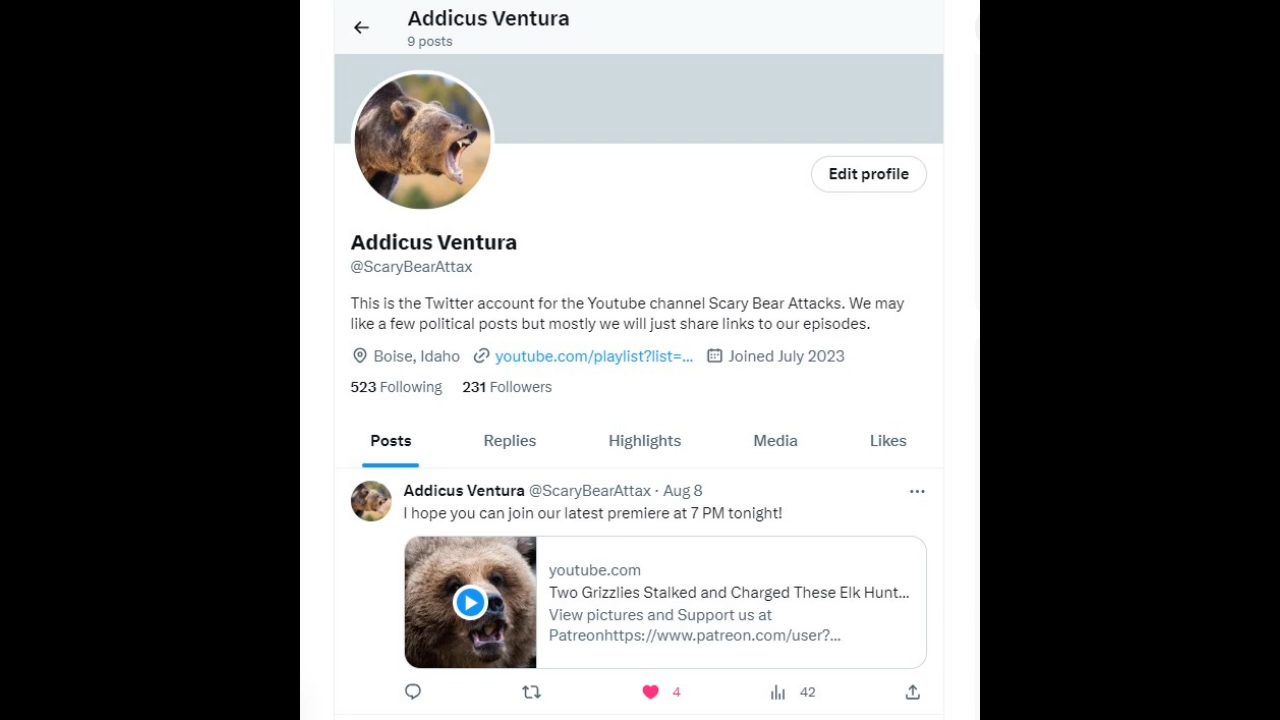 Addicus Ventura
9 posts
Edit profile
Addicus Ventura
@ScaryBearAttax
This is the Twitter account for the Youtube channel Scary Bear Attacks. We may
like a few political posts but mostly we will just share links to our episodes.
Boise, Idaho youtube.com/playlist?list=... Joined July 2023
523 Following 231 Followers
Posts Replies Highlights Media Likes
Addicus Ventura @ScaryBearAttax · Aug 8
I hope you can join our latest premiere at 7 PM tonight!
youtube.com
Two Grizzlies Stalked and Charged These Elk Hunt...
View pictures and Support us at
Patreonhttps://www.patreon.com/user?...
4 42